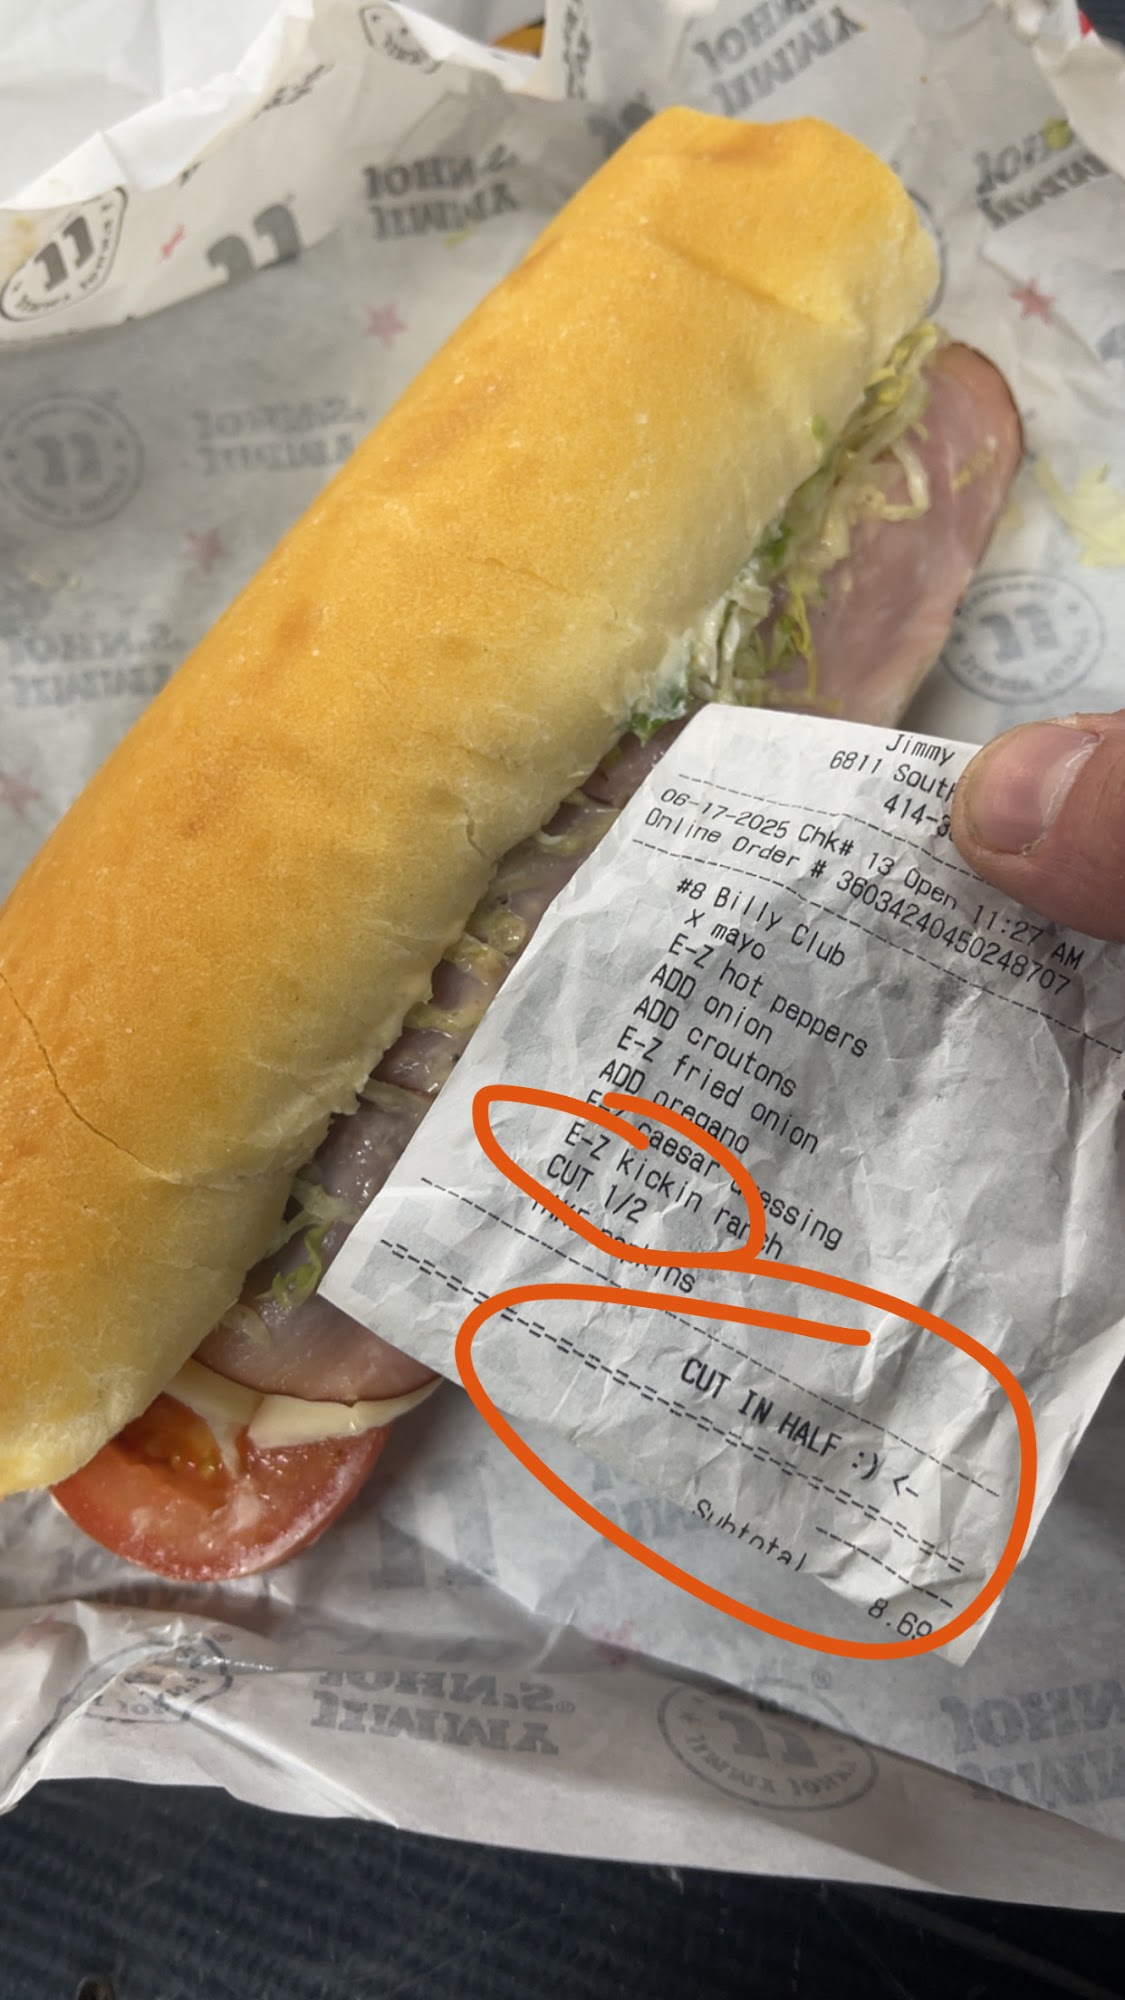 Jimmy
6811 South
414-3
06-17-2025 Chk# 13 Open 11:27 AM
Online Order # 36034240450248707
#8 Billy Club
X mayo
E-Z hot peppers
ADD onion
ADD croutons
E-Z fried onion
ADD oregano
E-Z caesar dressing
E-Z kickin ranch
CUT 1/2
napkins
CUT IN HALF :) <-
Subtotal
8.69
JIMMY
JOHN'S